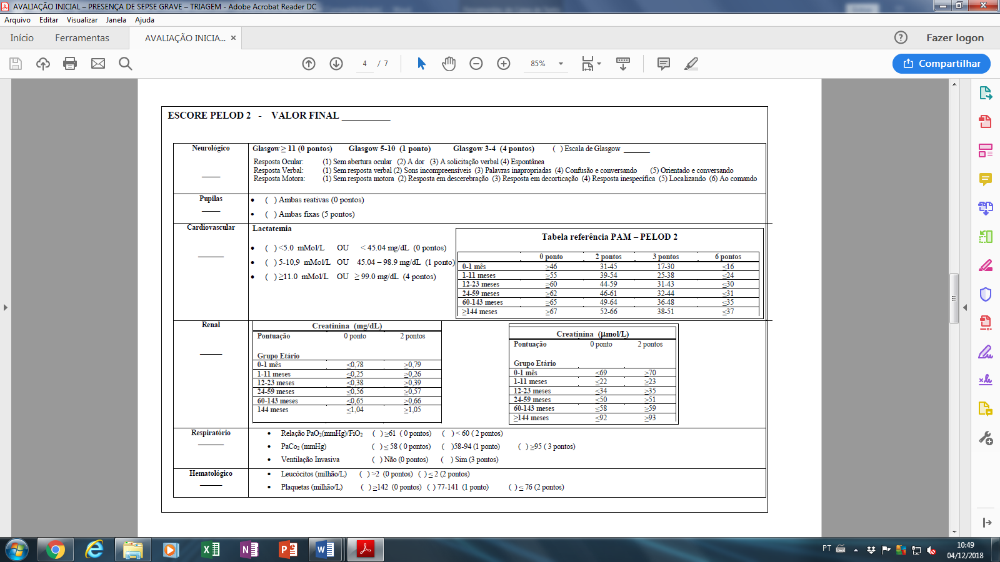 AVALIAÇÃO INICIAL – PRESENÇA DE SEPSE GRAVE – TRIAGEM - Adobe Acrobat Reader DC
Arquivo Editar Visualizar Janela Ajuda
Início Ferramentas AVALIAÇÃO INICIA... × Fazer logon
4 / 7 85% Compartilhar
ESCORE PELOD 2 - VALOR FINAL __________
Neurológico Glasgow ≥ 11 (0 pontos) Glasgow 5-10 (1 ponto) Glasgow 3-4 (4 pontos) ( ) Escala de Glasgow _______
Resposta Ocular: (1) Sem abertura ocular (2) A dor (3) A solicitação verbal (4) Espontânea
Resposta Verbal: (1) Sem resposta verbal (2) Sons incompreensíveis (3) Palavras inapropriadas (4) Confusão e conversando (5) Orientado e conversando
Resposta Motora: (1) Sem resposta motora (2) Resposta em descerebração (3) Resposta em decorticação (4) Resposta inespecifica (5) Localizando (6) Ao comando
Pupilas
• ( ) Ambas reativas (0 pontos)
• ( ) Ambas fixas (5 pontos)
Cardiovascular Lactatemia
• ( ) <5.0 mMol/L OU < 45.04 mg/dL (0 pontos)
• ( ) 5-10,9 mMol/L OU 45.04 – 98.9 mg/dL (1 ponto)
• ( ) ≥11.0 mMol/L OU ≥ 99.0 mg/dL (4 pontos)
Tabela referência PAM – PELOD 2
0 ponto 2 pontos 3 pontos 6 pontos
0-1 mês ≥46 31-45 17-30 ≤16
1-11 meses ≥55 39-54 25-38 ≤24
12-23 meses ≥60 44-59 31-43 ≤30
24-59 meses ≥62 46-61 32-44 ≤31
60-143 meses ≥65 49-64 36-48 ≤35
≥144 meses ≥67 52-66 38-51 ≤37
Renal
Creatinina (mg/dL)
Pontuação 0 ponto 2 pontos
Grupo Etário
0-1 mês ≤0,78 ≥0,79
1-11 meses ≤0,25 ≥0,26
12-23 meses ≤0,38 ≥0,39
24-59 meses ≤0,56 ≥0,57
60-143 meses ≤0,65 ≥0,66
144 meses ≤1,04 ≥1,05
Creatinina (µmol/L)
Pontuação 0 ponto 2 pontos
Grupo Etário
0-1 mês ≤69 ≥70
1-11 meses ≤22 ≥23
12-23 meses ≤34 ≥35
24-59 meses ≤50 ≥51
60-143 meses ≤58 ≥59
≥144 meses ≤92 ≥93
Respiratório
• Relação PaO2(mmHg)/FiO2 ( ) ≥61 ( 0 pontos) ( ) < 60 ( 2 pontos)
• PaCo2 (mmHg) ( ) ≤ 58 ( 0 pontos) ( )58-94 (1 ponto) ( ) ≥95 ( 3 pontos)
• Ventilação Invasiva ( ) Não (0 pontos) ( ) Sim (3 pontos)
Hematológico
• Leucócitos (milhão/L) ( ) >2 (0 pontos) ( ) ≤ 2 (2 pontos)
• Plaquetas (milhão/L) ( ) ≥142 (0 pontos) ( ) 77-141 (1 ponto) ( ) ≤ 76 (2 pontos)
PT 10:49
04/12/2018